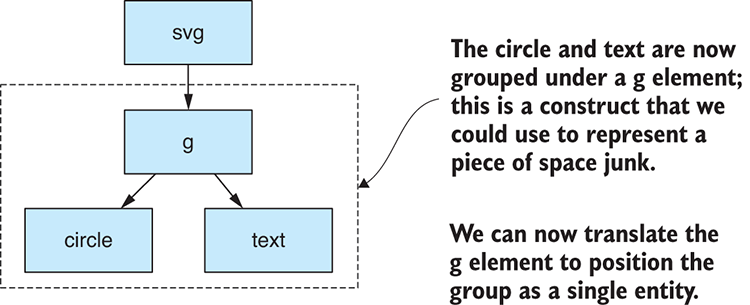 svg
g
circle
text
The circle and text are now
grouped under a g element;
this is a construct that we
could use to represent a
piece of space junk.
We can now translate the
g element to position the
group as a single entity.